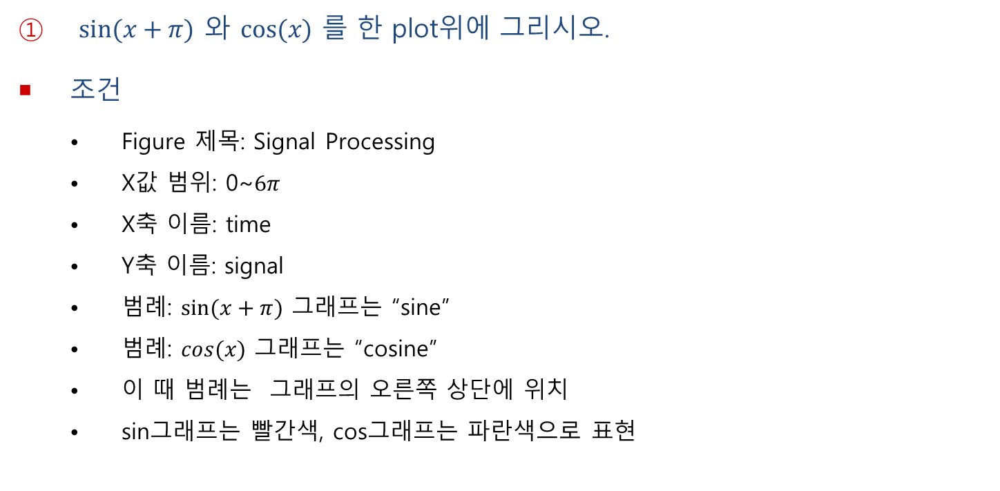 ① sin(𝑥 + 𝜋) 와 cos(𝑥) 를 한 plot위에 그리시오.
■ 조건
• Figure 제목: Signal Processing
• X값 범위: 0~6𝜋
• X축 이름: time
• Y축 이름: signal
• 범례: sin(𝑥 + 𝜋) 그래프는 “sine”
• 범례: 𝑐𝑜𝑠(𝑥) 그래프는 “cosine”
• 이 때 범례는 그래프의 오른쪽 상단에 위치
• sin그래프는 빨간색, cos그래프는 파란색으로 표현